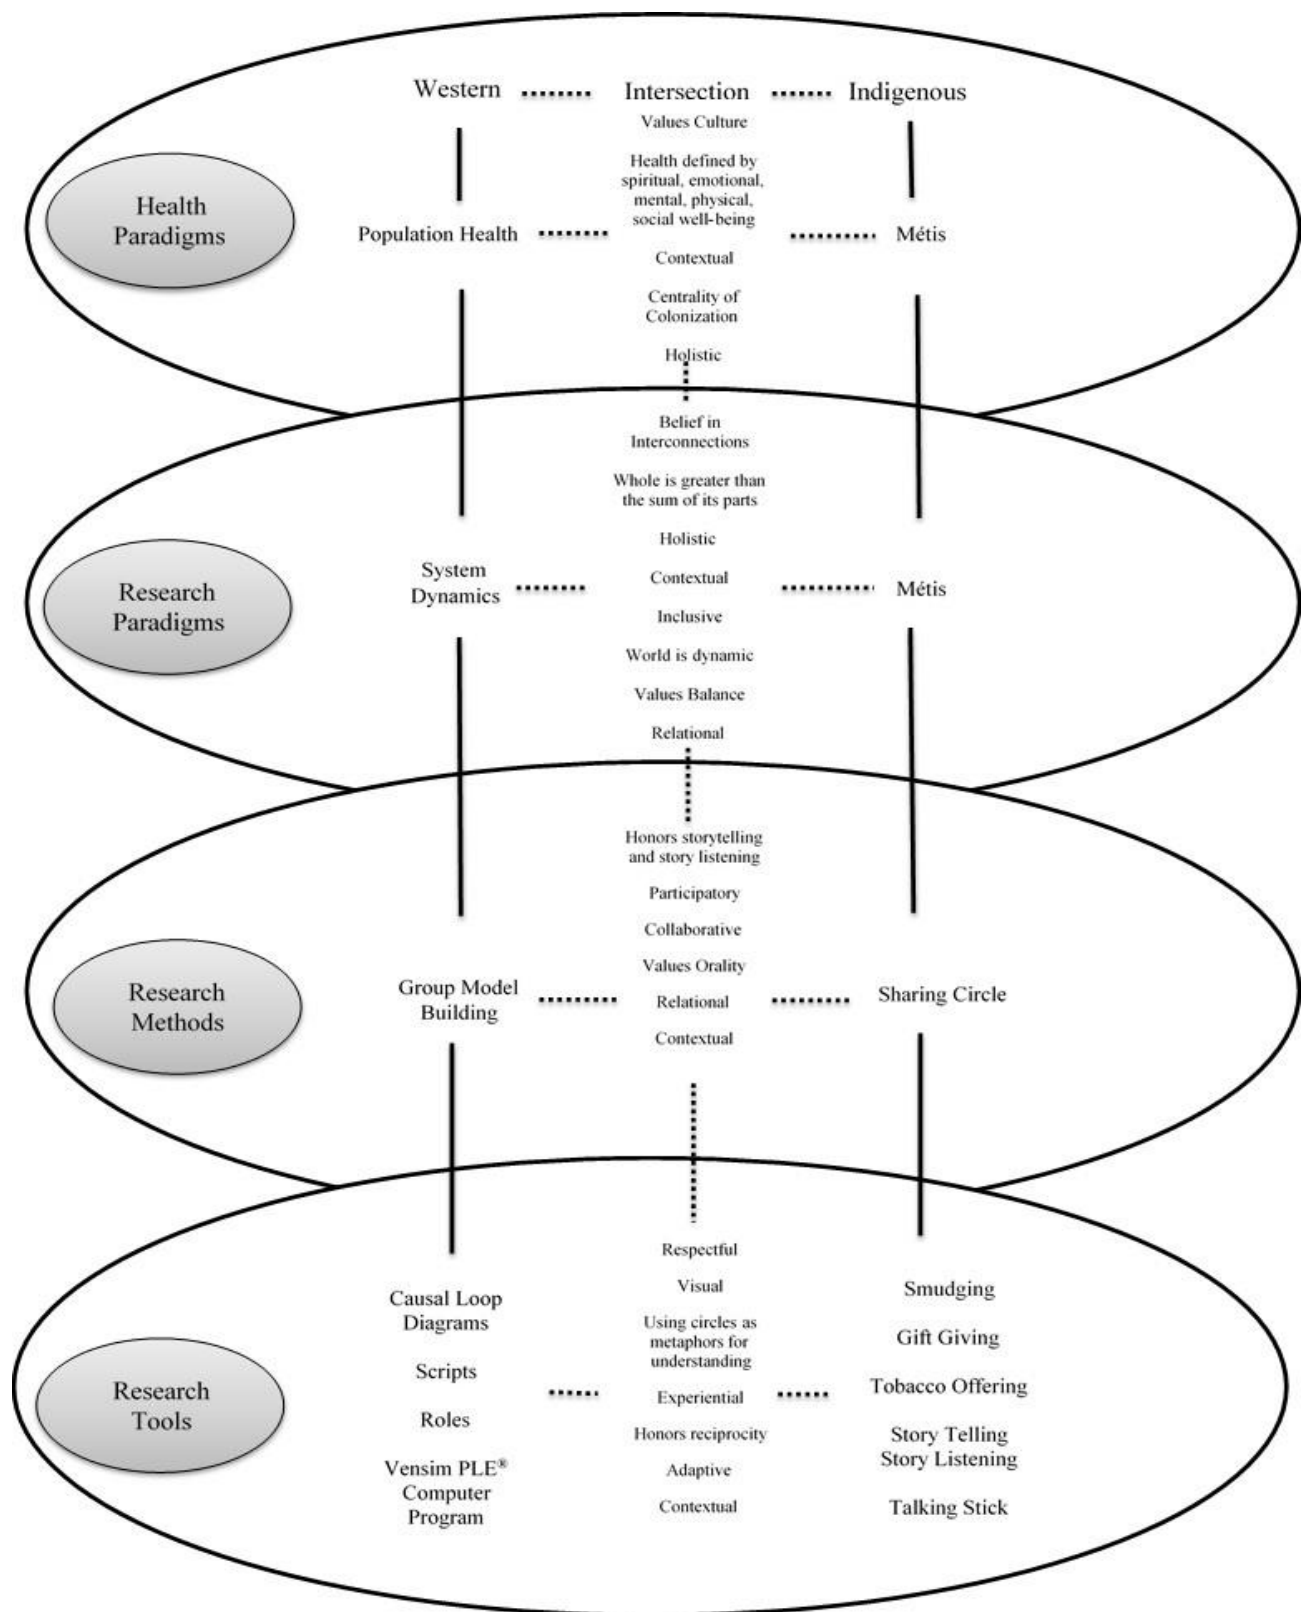 Western
Intersection
Indigenous
Values Culture
Health defined by
spiritual, emotional,
mental, physical,
social well-being
Health
Paradigms
Population Health
Métis
Contextual
Centrality of
Colonization
Holistic
Belief in
Interconnections
Whole is greater than
the sum of its parts
Holistic
Research
Paradigms
System
Dynamics
Contextual
Métis
Inclusive
World is dynamic
Values Balance
Relational
Honors storytelling
and story listening
Participatory
Collaborative
Values Orality
Research
Methods
Group Model
Building
Relational
Sharing Circle
Contextual
Respectful
Visual
Using circles as
metaphors for
understanding
Experiential
Honors reciprocity
Adaptive
Contextual
Research
Tools
Causal Loop
Diagrams
Scripts
Roles
Vensim PLE®
Computer
Program
Smudging
Gift Giving
Tobacco Offering
Story Telling
Story Listening
Talking Stick